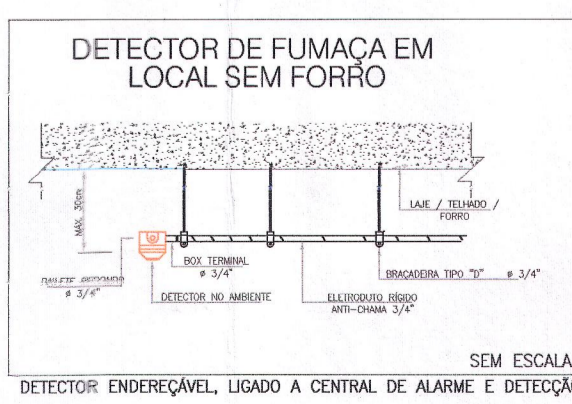 DETECTOR DE FUMAÇA EM
LOCAL SEM FORRO
MÁX. 30cm
LAJE / TELHADO /
FORRO
BOX TERMINAL
ø 3/4"
REDONDO
ø 3/4"
BRAÇADEIRA TIPO "D" ø 3/4"
DETECTOR NO AMBIENTE
ELETRODUTO RÍGIDO
ANTI-CHAMA 3/4"
SEM ESCALA
DETECTOR ENDEREÇÁVEL, LIGADO A CENTRAL DE ALARME E DETECÇÃ